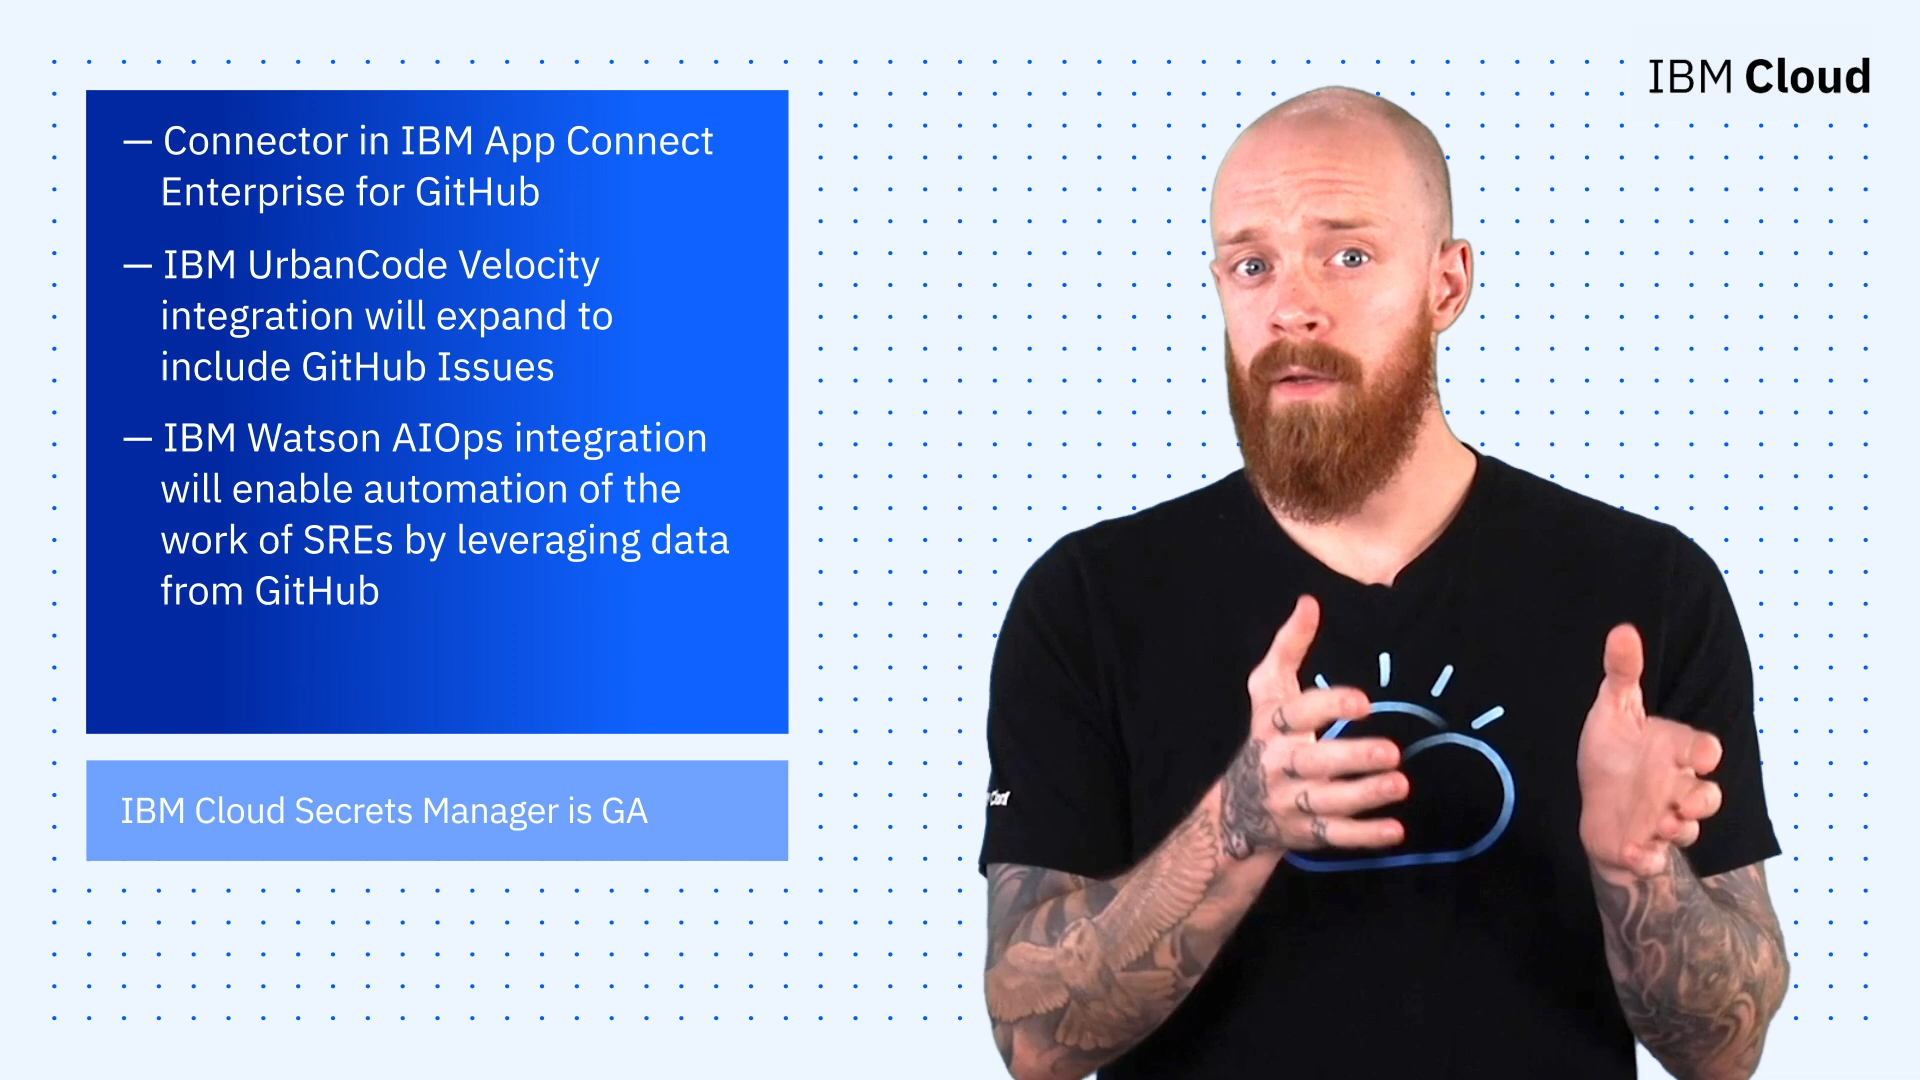 IBM Cloud
— Connector in IBM App Connect
Enterprise for GitHub
— IBM UrbanCode Velocity
integration will expand to
include GitHub Issues
— IBM Watson AIOps integration
will enable automation of the
work of SREs by leveraging data
from GitHub
IBM Cloud Secrets Manager is GA